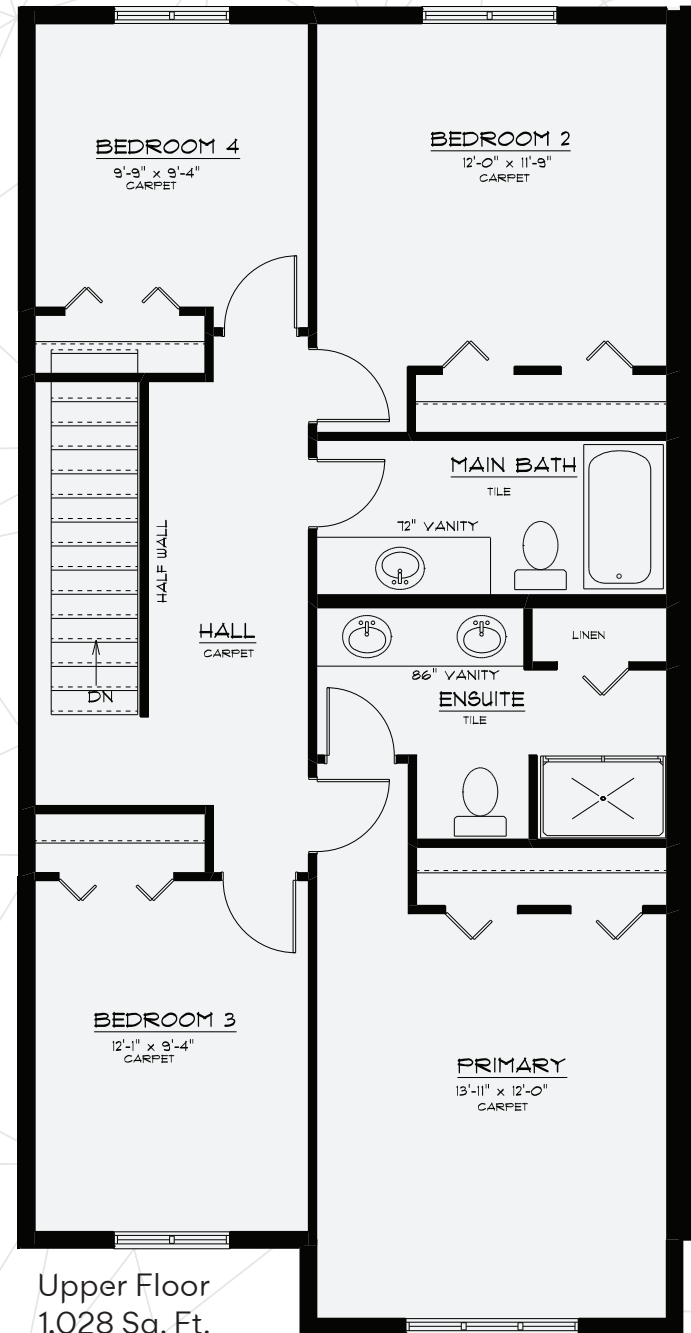 BEDROOM 4
9'-9" x 9'-4"
CARPET
BEDROOM 2
12'-0" x 11'-9"
CARPET
MAIN BATH
TILE
72" VANITY
HALF WALL
HALL
CARPET
LINEN
86" VANITY
ENSUITE
TILE
DN
BEDROOM 3
12'-1" x 9'-4"
CARPET
PRIMARY
13'-11" x 12'-0"
CARPET
Upper Floor
1,028 Sq. Ft.